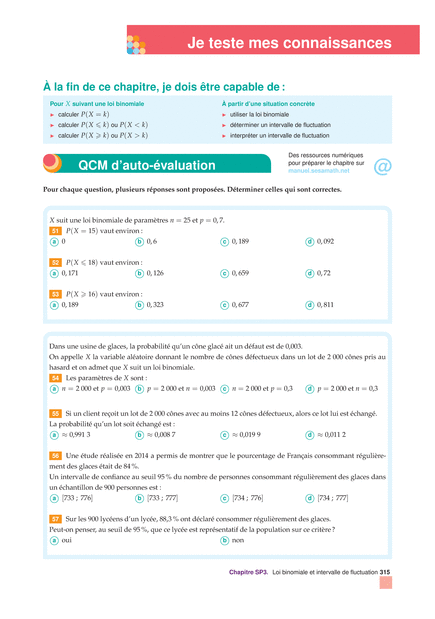 Je teste mes connaissances
À la fin de ce chapitre, je dois être capable de :
Pour X suivant une loi binomiale
► calculer P(X = k)
► calculer P(X ⩽ k) ou P(X < k)
► calculer P(X ⩾ k) ou P(X > k)
À partir d'une situation concrète
► utiliser la loi binomiale
► déterminer un intervalle de fluctuation
► interpréter un intervalle de fluctuation
QCM d'auto-évaluation
Des ressources numériques
pour préparer le chapitre sur
manuel.sesamath.net
@
Pour chaque question, plusieurs réponses sont proposées. Déterminer celles qui sont correctes.
X suit une loi binomiale de paramètres n = 25 et p = 0,7.
51 P(X = 15) vaut environ :
a 0 b 0,6 c 0,189 d 0,092
52 P(X ⩽ 18) vaut environ :
a 0,171 b 0,126 c 0,659 d 0,72
53 P(X ⩾ 16) vaut environ :
a 0,189 b 0,323 c 0,677 d 0,811
Dans une usine de glaces, la probabilité qu'un cône glacé ait un défaut est de 0,003.
On appelle X la variable aléatoire donnant le nombre de cônes défectueux dans un lot de 2 000 cônes pris au
hasard et on admet que X suit un loi binomiale.
54 Les paramètres de X sont :
a n = 2 000 et p = 0,003 b p = 2 000 et n = 0,003 c n = 2 000 et p = 0,3 d p = 2 000 et n = 0,3
55 Si un client reçoit un lot de 2 000 cônes avec au moins 12 cônes défectueux, alors ce lot lui est échangé.
La probabilité qu'un lot soit échangé est :
a ≈ 0,991 3 b ≈ 0,008 7 c ≈ 0,019 9 d ≈ 0,011 2
56 Une étude réalisée en 2014 a permis de montrer que le pourcentage de Français consommant régulière-
ment des glaces était de 84 %.
Un intervalle de confiance au seuil 95 % du nombre de personnes consommant régulièrement des glaces dans
un échantillon de 900 personnes est :
a [733 ; 776] b [733 ; 777] c [734 ; 776] d [734 ; 777]
57 Sur les 900 lycéens d'un lycée, 88,3 % ont déclaré consommer régulièrement des glaces.
Peut-on penser, au seuil de 95 %, que ce lycée est représentatif de la population sur ce critère ?
a oui b non
Chapitre SP3. Loi binomiale et intervalle de fluctuation 315